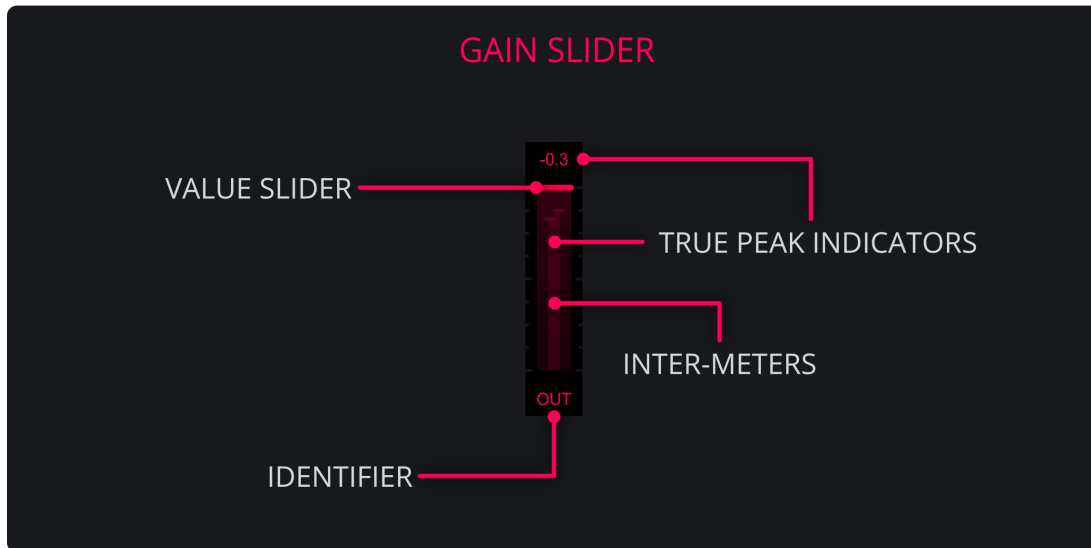 GAIN SLIDER
-0.3
VALUE SLIDER
TRUE PEAK INDICATORS
INTER-METERS
OUT
IDENTIFIER